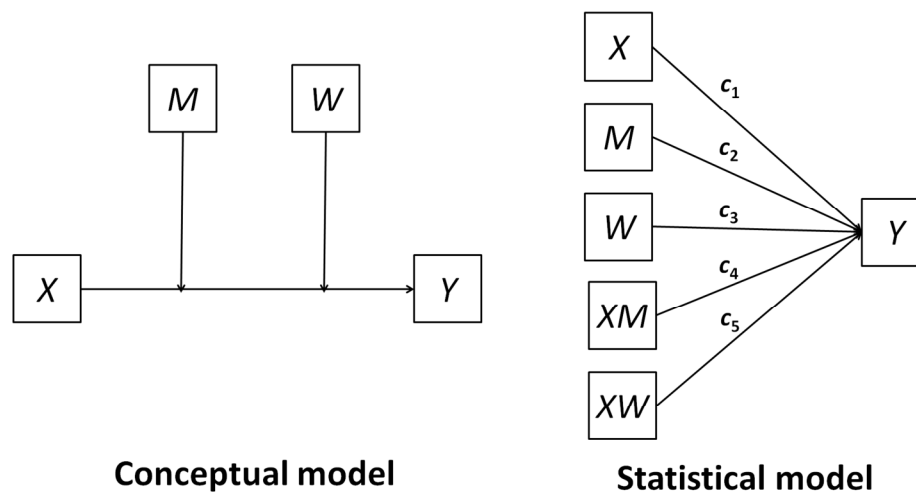 M W
X Y
Conceptual model
X
c1
M
c2
W
c3
Y
c4
XM
c5
XW
Statistical model